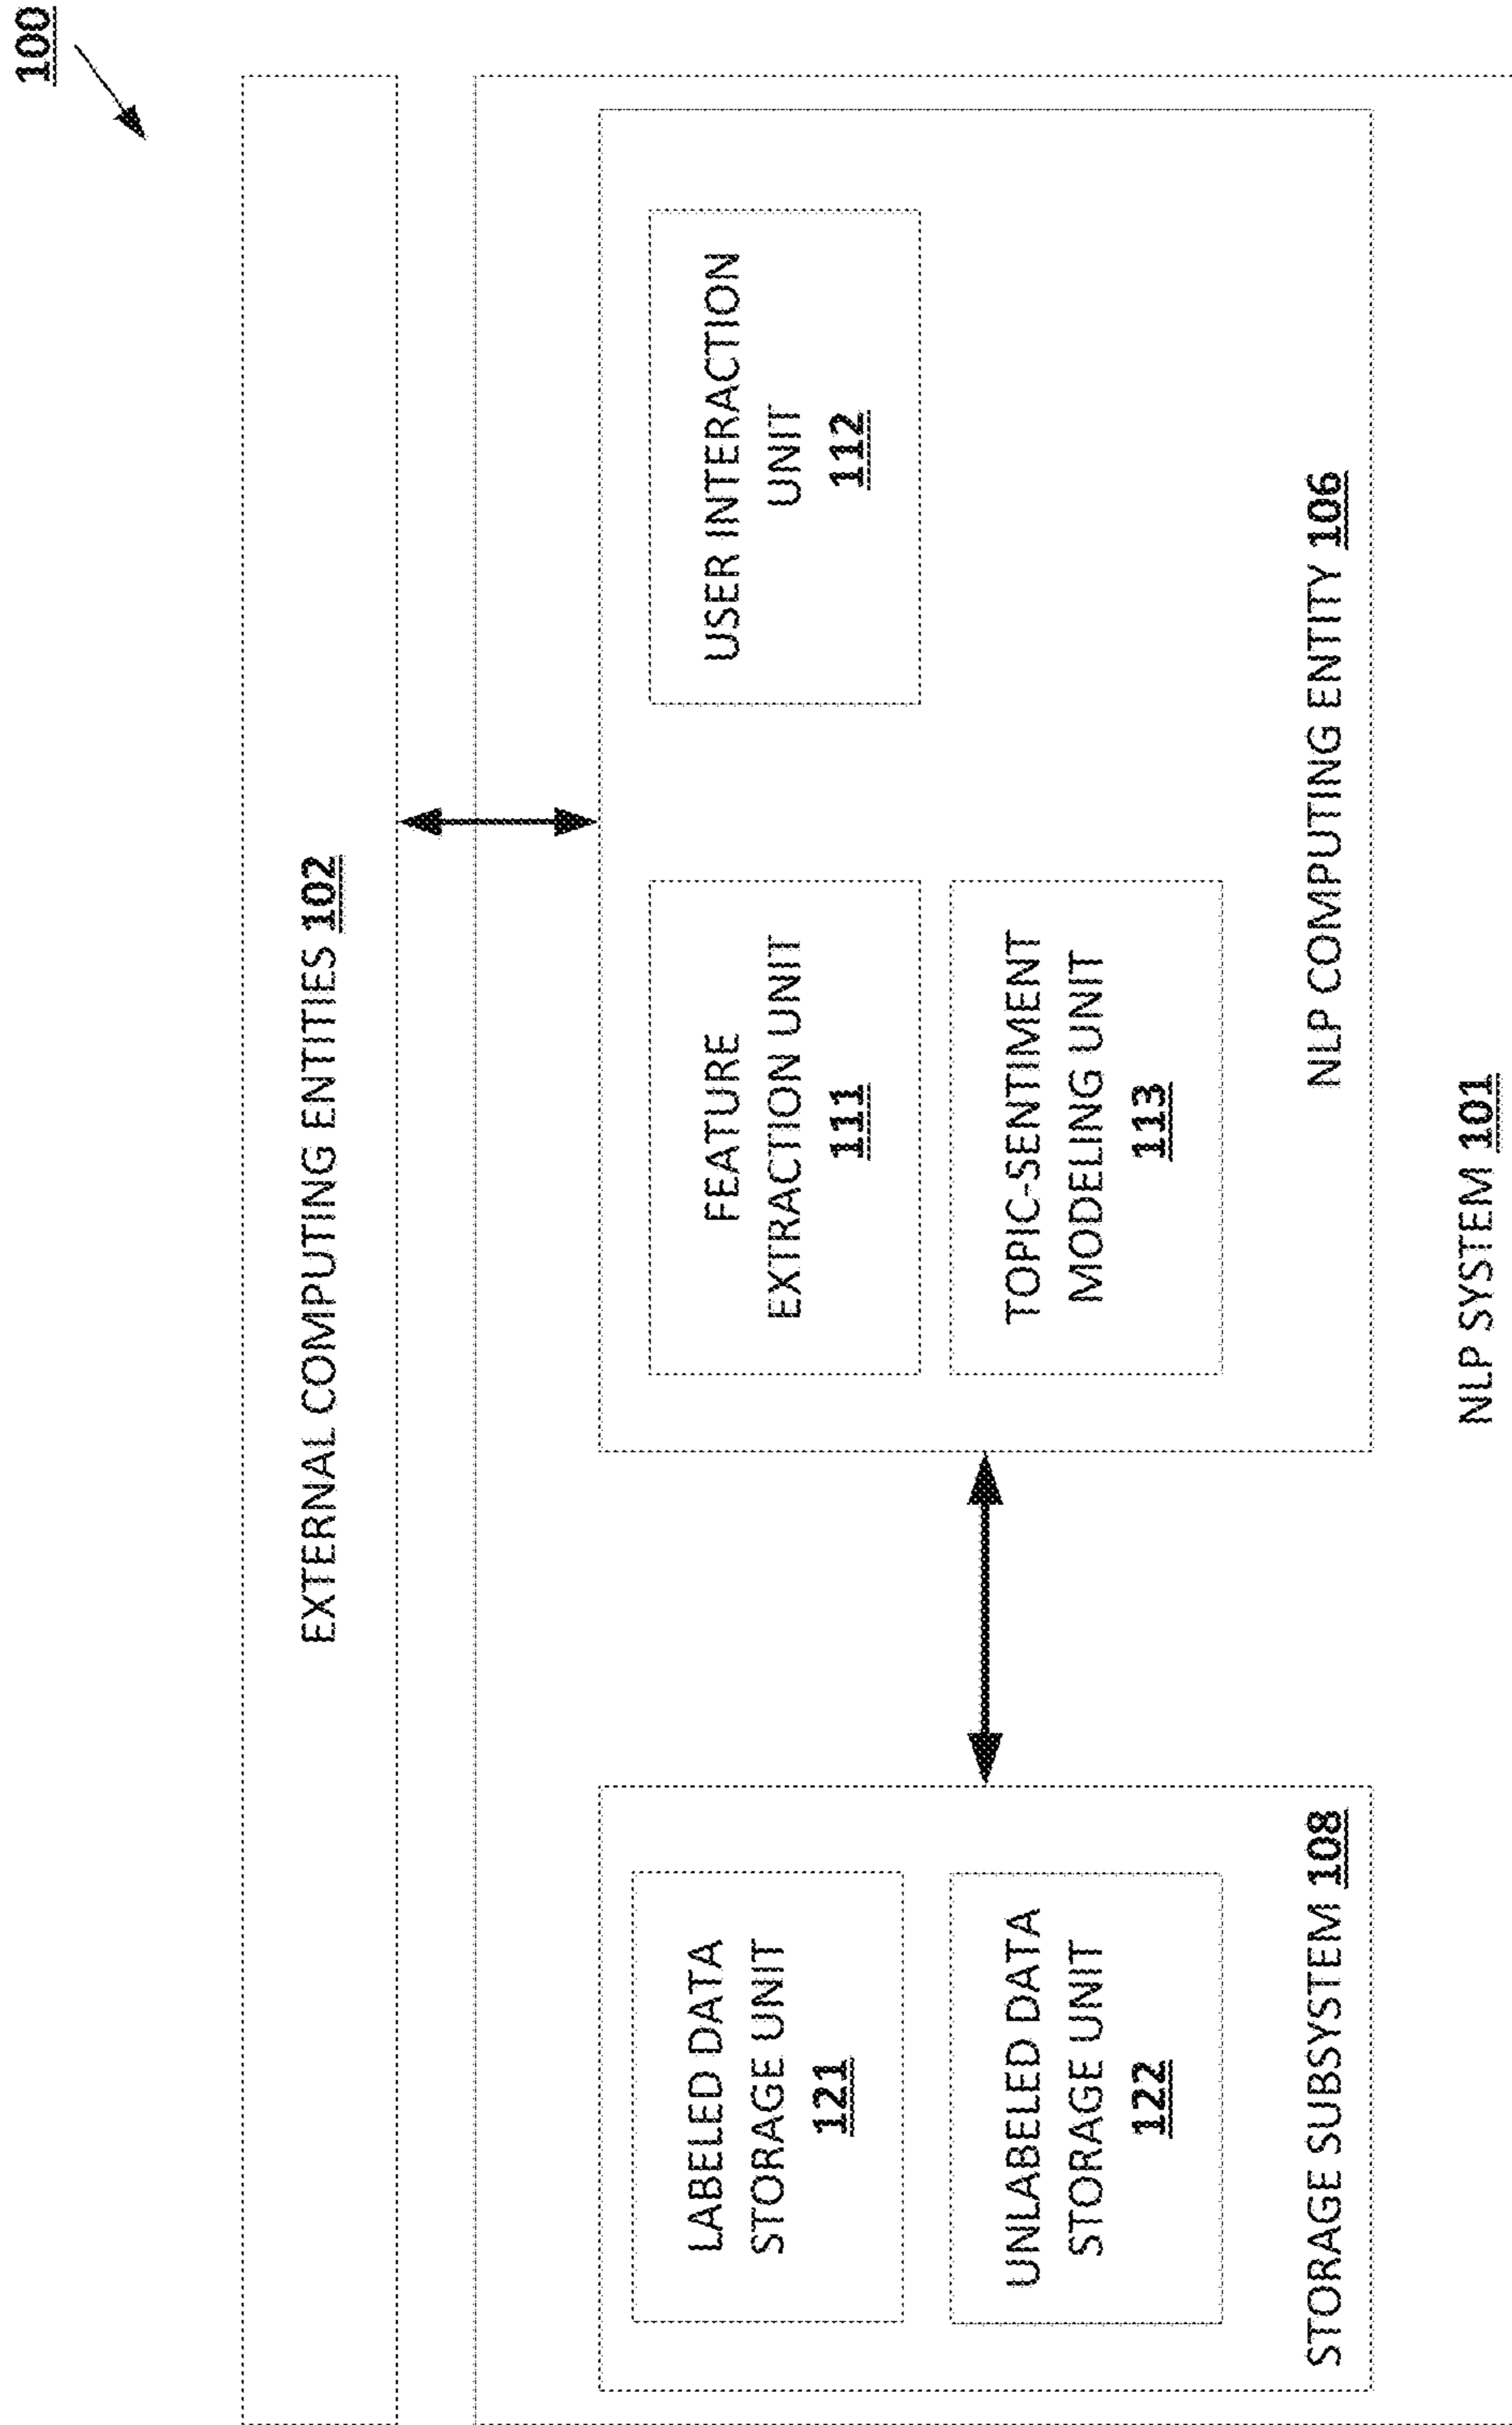 100
EXTERNAL COMPUTING ENTITIES 102
LABELED DATA
STORAGE UNIT
121
UNLABELED DATA
STORAGE UNIT
122
STORAGE SUBSYSTEM 108
FEATURE
EXTRACTION UNIT
111
TOPIC-SENTIMENT
MODELING UNIT
113
USER INTERACTION
UNIT
112
NLP COMPUTING ENTITY 106
NLP SYSTEM 101